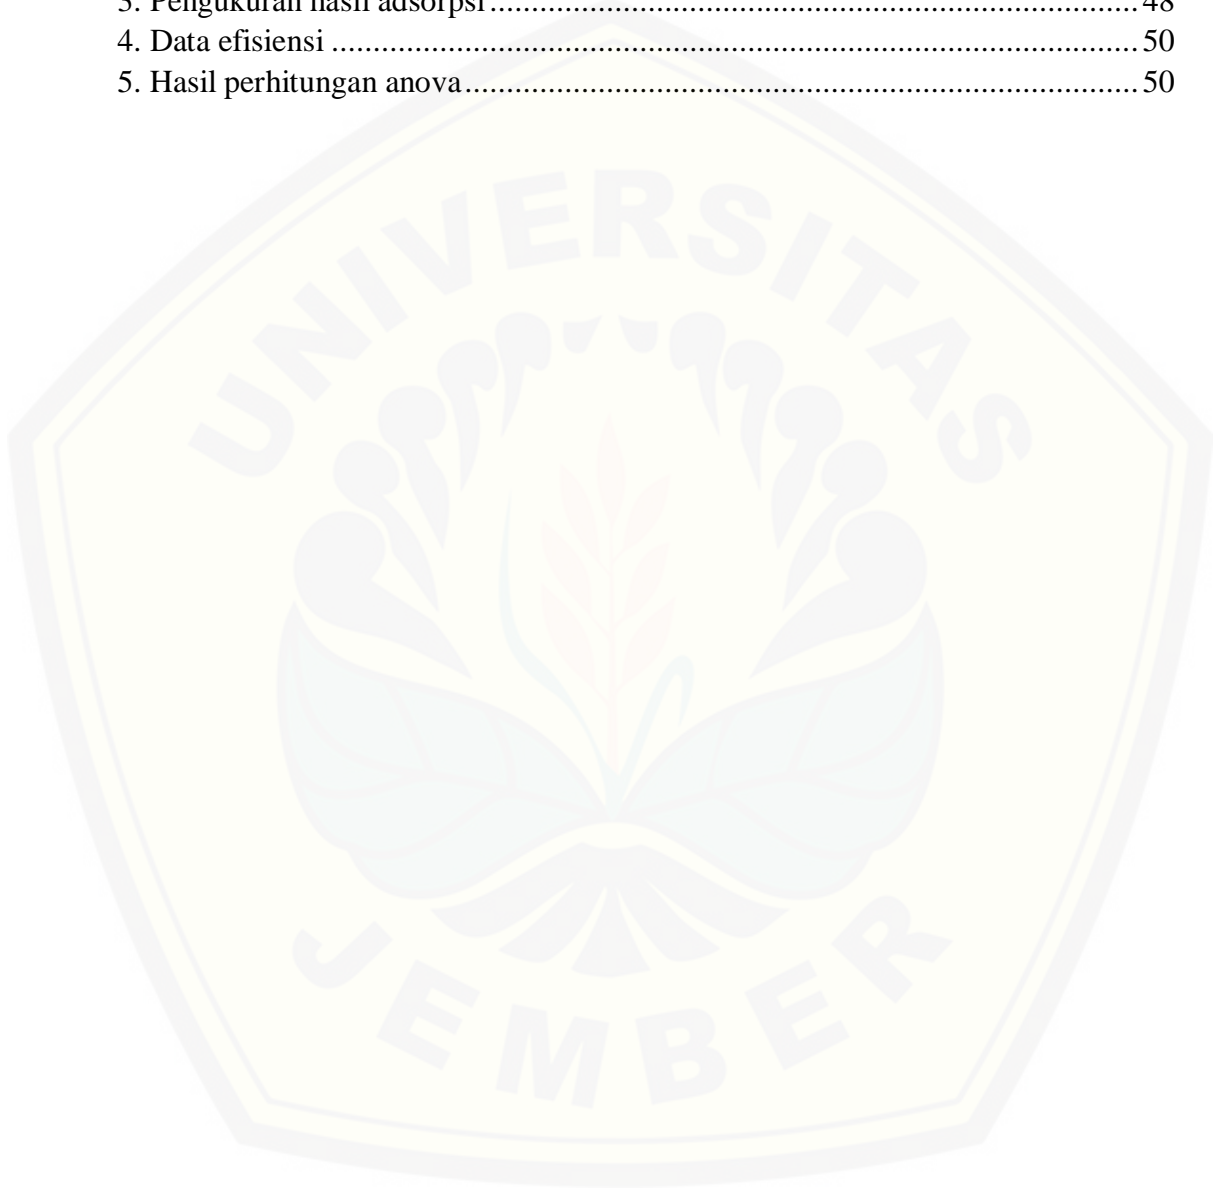 3. Pengukuran hasil adsorpsi........................................................................48
4. Data efisiensi ..........................................................................................50
5. Hasil perhitungan anova...........................................................................50
UNIVERSITAS
JEMBER